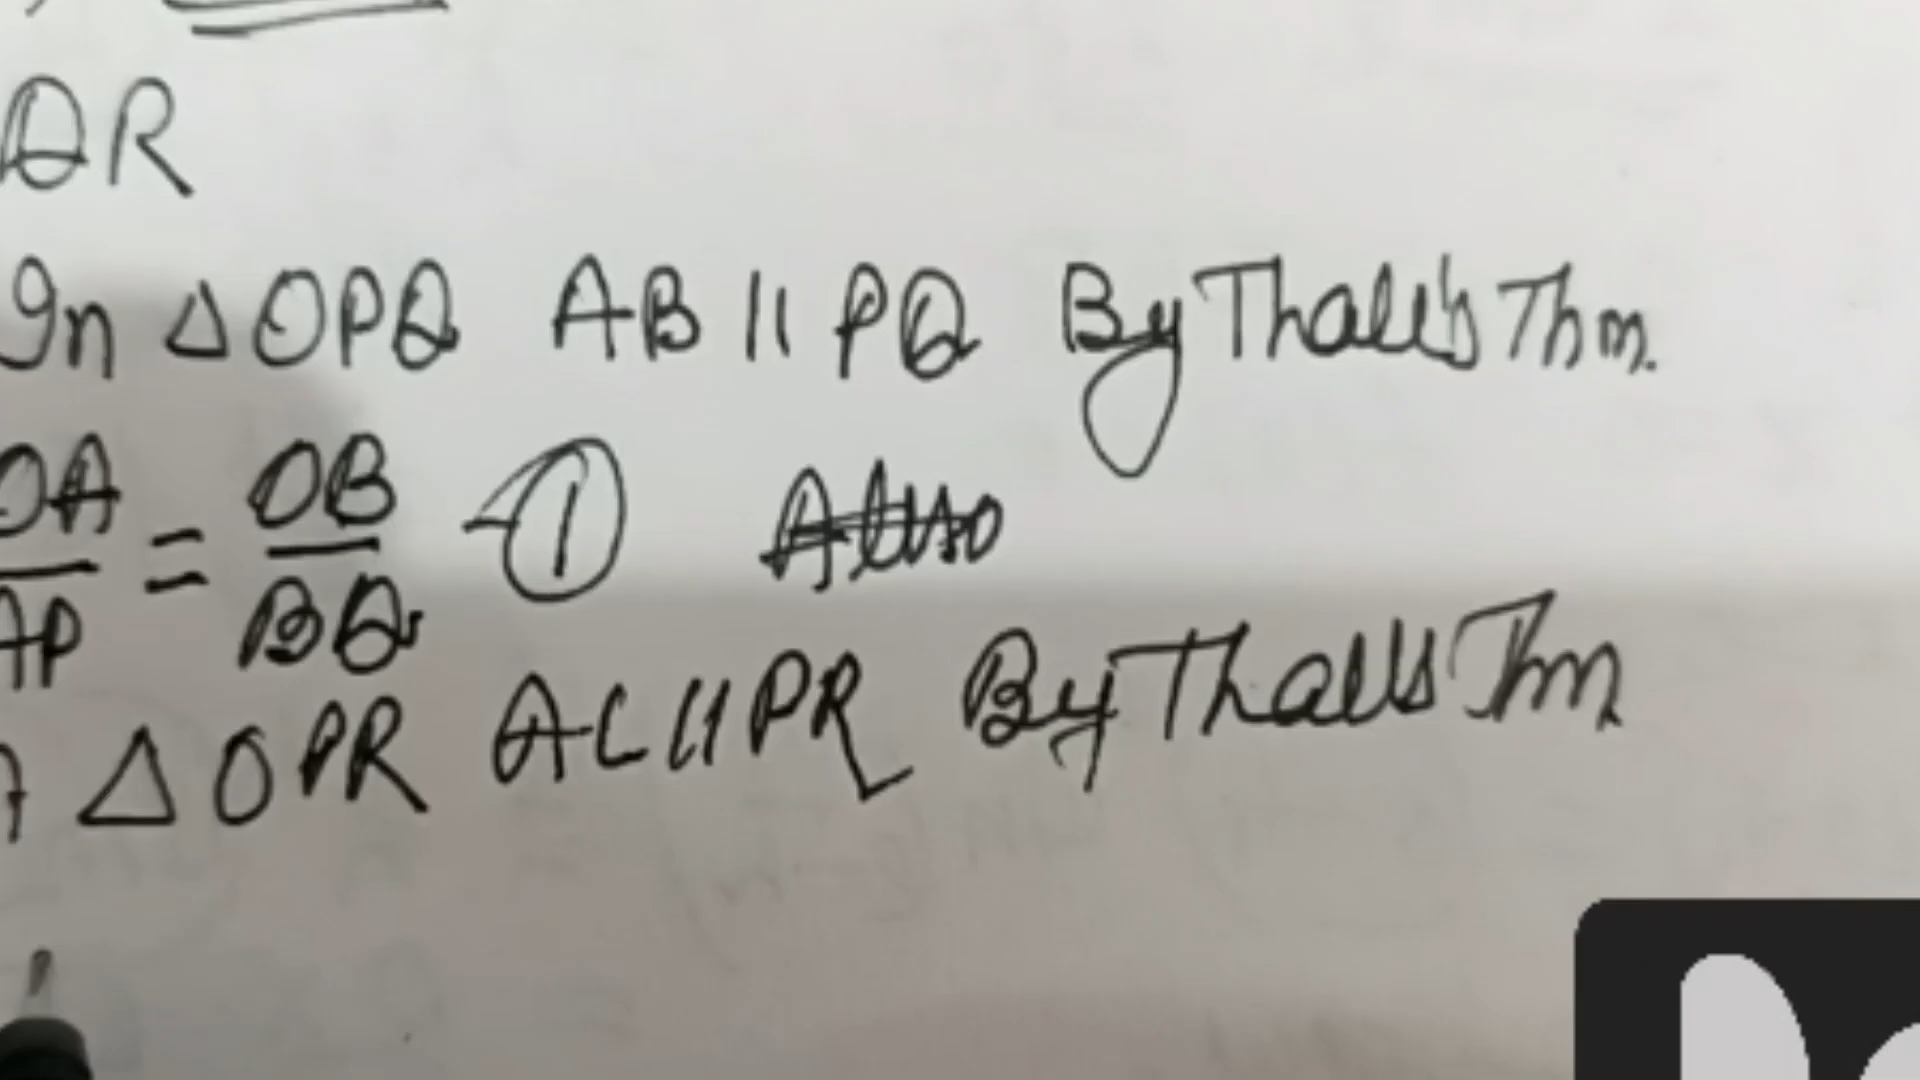 QR
In △OPQ AB || PQ By Thales Thm.
OA/AP = OB/BQ -①
△OPR AC || PR By Thales Thm